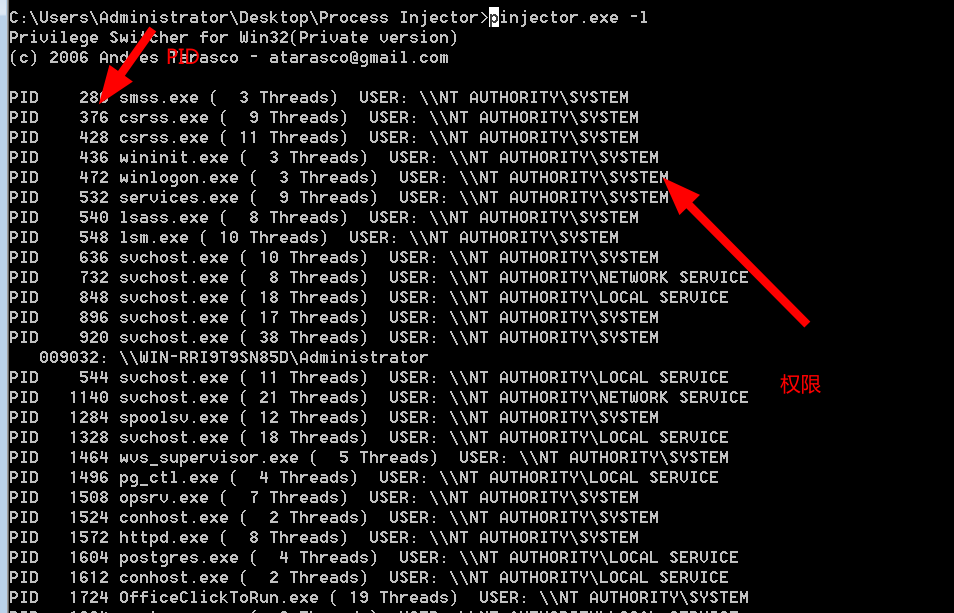 C:\Users\Administrator\Desktop\Process Injector>pinjector.exe -l
Privilege Switcher for Win32(Private version)
(c) 2006 Andres Tarasco - atarasco@gmail.com
PID
PID    280 smss.exe (  3 Threads)  USER: \\NT AUTHORITY\SYSTEM
PID    376 csrss.exe (  9 Threads)  USER: \\NT AUTHORITY\SYSTEM
PID    428 csrss.exe ( 11 Threads)  USER: \\NT AUTHORITY\SYSTEM
PID    436 wininit.exe (  3 Threads)  USER: \\NT AUTHORITY\SYSTEM
PID    472 winlogon.exe (  3 Threads)  USER: \\NT AUTHORITY\SYSTEM
PID    532 services.exe (  9 Threads)  USER: \\NT AUTHORITY\SYSTEM
PID    540 lsass.exe (  8 Threads)  USER: \\NT AUTHORITY\SYSTEM
PID    548 lsm.exe ( 10 Threads)  USER: \\NT AUTHORITY\SYSTEM
PID    636 svchost.exe ( 10 Threads)  USER: \\NT AUTHORITY\SYSTEM
PID    732 svchost.exe (  8 Threads)  USER: \\NT AUTHORITY\NETWORK SERVICE
PID    848 svchost.exe ( 18 Threads)  USER: \\NT AUTHORITY\LOCAL SERVICE
PID    896 svchost.exe ( 17 Threads)  USER: \\NT AUTHORITY\SYSTEM
PID    920 svchost.exe ( 38 Threads)  USER: \\NT AUTHORITY\SYSTEM
009032: \\WIN-RRI9T9SN85D\Administrator
PID    544 svchost.exe ( 11 Threads)  USER: \\NT AUTHORITY\LOCAL SERVICE
权限
PID   1140 svchost.exe ( 21 Threads)  USER: \\NT AUTHORITY\NETWORK SERVICE
PID   1284 spoolsv.exe ( 12 Threads)  USER: \\NT AUTHORITY\SYSTEM
PID   1328 svchost.exe ( 18 Threads)  USER: \\NT AUTHORITY\LOCAL SERVICE
PID   1464 wvs_supervisor.exe (  5 Threads)  USER: \\NT AUTHORITY\SYSTEM
PID   1496 pg_ctl.exe (  4 Threads)  USER: \\NT AUTHORITY\LOCAL SERVICE
PID   1508 opsrv.exe (  7 Threads)  USER: \\NT AUTHORITY\SYSTEM
PID   1524 conhost.exe (  2 Threads)  USER: \\NT AUTHORITY\SYSTEM
PID   1572 httpd.exe (  8 Threads)  USER: \\NT AUTHORITY\SYSTEM
PID   1604 postgres.exe (  4 Threads)  USER: \\NT AUTHORITY\LOCAL SERVICE
PID   1612 conhost.exe (  2 Threads)  USER: \\NT AUTHORITY\LOCAL SERVICE
PID   1724 OfficeClickToRun.exe ( 19 Threads)  USER: \\NT AUTHORITY\SYSTEM